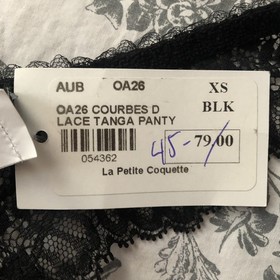 AUB OA26 XS
OA26 COURBES D BLK
LACE TANGA PANTY
054362 45- 79.00
La Petite Coquette